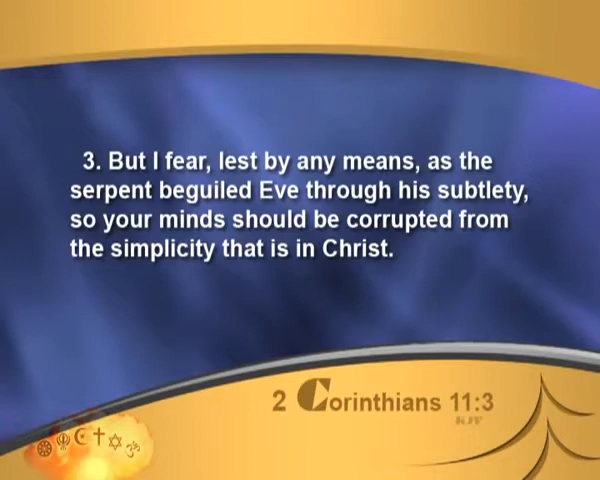 3. But I fear, lest by any means, as the
serpent beguiled Eve through his subtlety,
so your minds should be corrupted from
the simplicity that is in Christ.
2 Corinthians 11:3
KJV